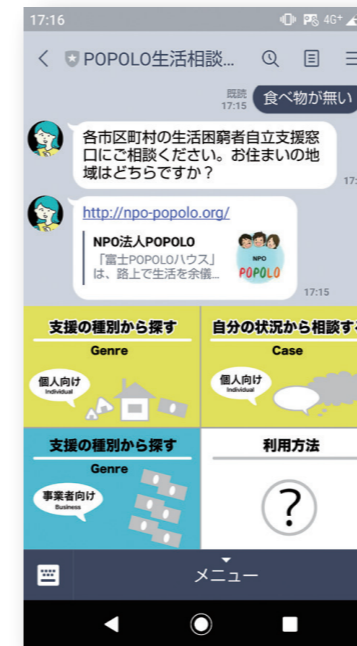 17:16
4G+
POPOLO生活相談...
既読
17:15
食べ物が無い
各市区町村の生活困窮者自立支援窓
口にご相談ください。お住まいの地
域はどちらですか？
17:
http://npo-popolo.org/
NPO法人POPOLO
「富士POPOLOハウス」
は、路上で生活を余儀...
NPO
POPOLO
17:15
支援の種別から探す
Genre
個人向け
Individual
自分の状況から相談する
Case
個人向け
Individual
支援の種別から探す
Genre
事業者向け
Business
利用方法
?
メニュー